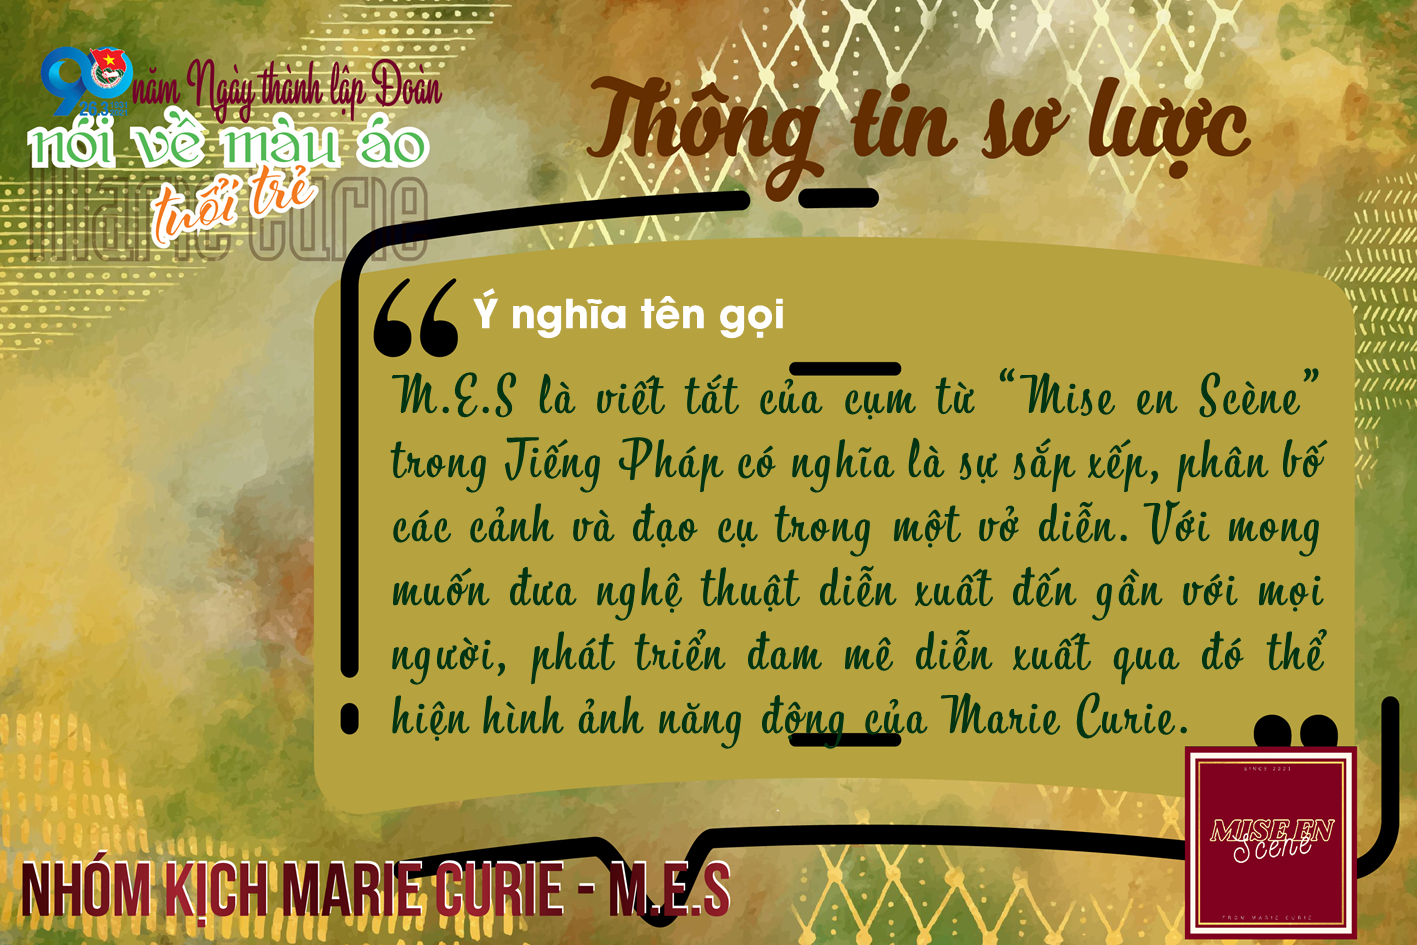 90 năm Ngày thành lập Đoàn
nói về màu áo
tuổi trẻ
Marie Curie
Thông tin sơ lược
“ Ý nghĩa tên gọi
M.E.S là viết tắt của cụm từ “Mise en Scène”
trong Tiếng Pháp có nghĩa là sự sắp xếp, phân bố
các cảnh và đạo cụ trong một vở diễn. Với mong
muốn đưa nghệ thuật diễn xuất đến gần với mọi
người, phát triển đam mê diễn xuất qua đó thể
hiện hình ảnh năng động của Marie Curie.
SINCE 2021
MISE EN
Scène
FROM MARIE CURIE
NHÓM KỊCH MARIE CURIE - M.E.S